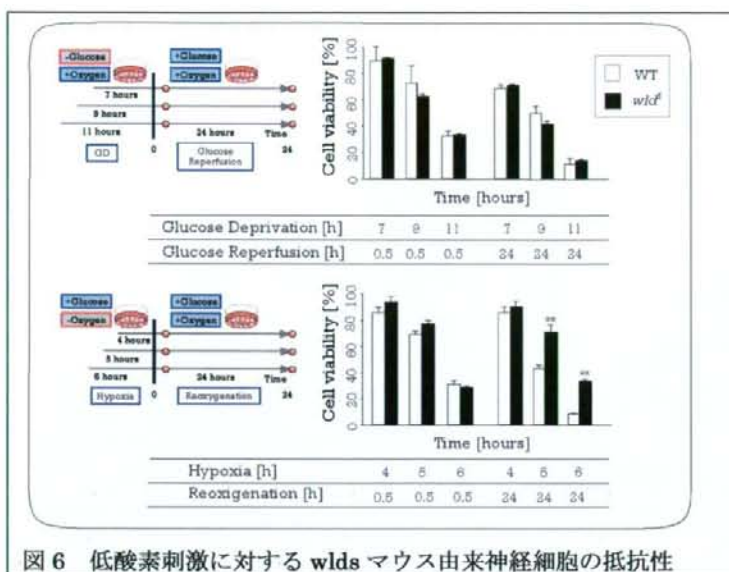 -Glucose
+Oxygen
+Glucose
+Oxygen
7 hours
9 hours
11 hours
24 hours
Time
GD
0
Glucose
Reperfusion
24
Cell viability [%]
100
80
60
40
20
0
WT
wldˢ
Time [hours]
Glucose Deprivation [h] 7 9 11 7 9 11
Glucose Reperfusion [h] 0.5 0.5 0.5 24 24 24
+Glucose
-Oxygen
+Glucose
+Oxygen
4 hours
5 hours
6 hours
24 hours
Time
Hypoxia
0
Reoxygenation
24
Cell viability [%]
100
80
60
40
20
0
**
**
Time [hours]
Hypoxia [h] 4 5 6 4 5 6
Reoxigenation [h] 0.5 0.5 0.5 24 24 24
図6 低酸素刺激に対する wlds マウス由来神経細胞の抵抗性